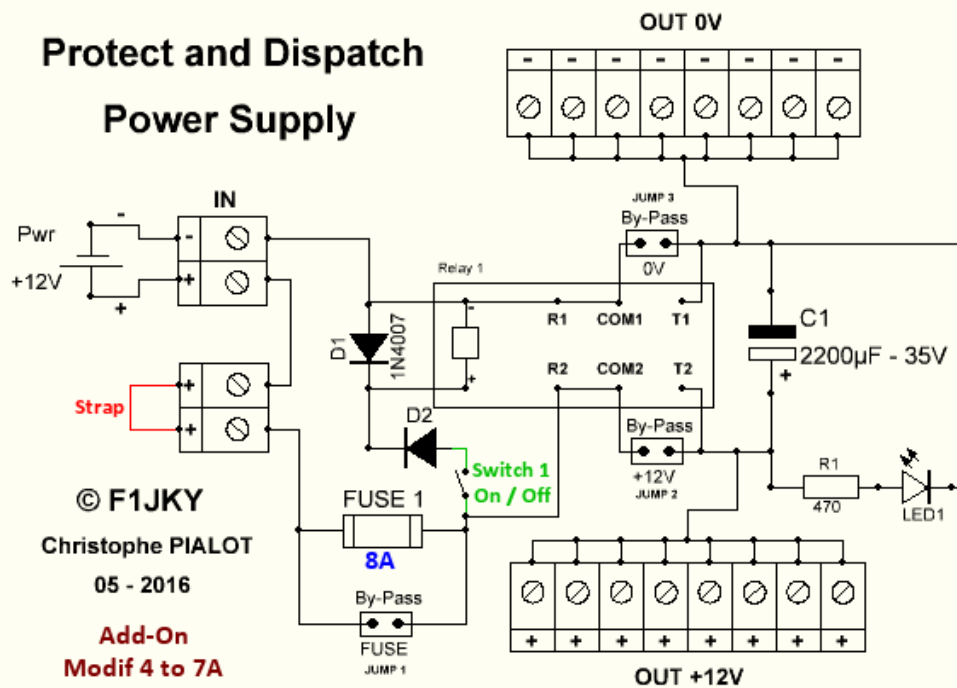 Protect and Dispatch
Power Supply
OUT 0V
- - - - - - - -
IN
Pwr
-
+12V
+
-
+
JUMP 3
By-Pass
0V
Relay 1
-
+
R1 COM1 T1
R2 COM2 T2
D1
1N4007
C1
2200µF - 35V
+
+
+
Strap
D2
Switch 1
On / Off
By-Pass
+12V
JUMP 2
R1
470
LED1
FUSE 1
8A
By-Pass
FUSE
JUMP 1
© F1JKY
Christophe PIALOT
05 - 2016
Add-On
Modif 4 to 7A
+ + + + + + + +
OUT +12V